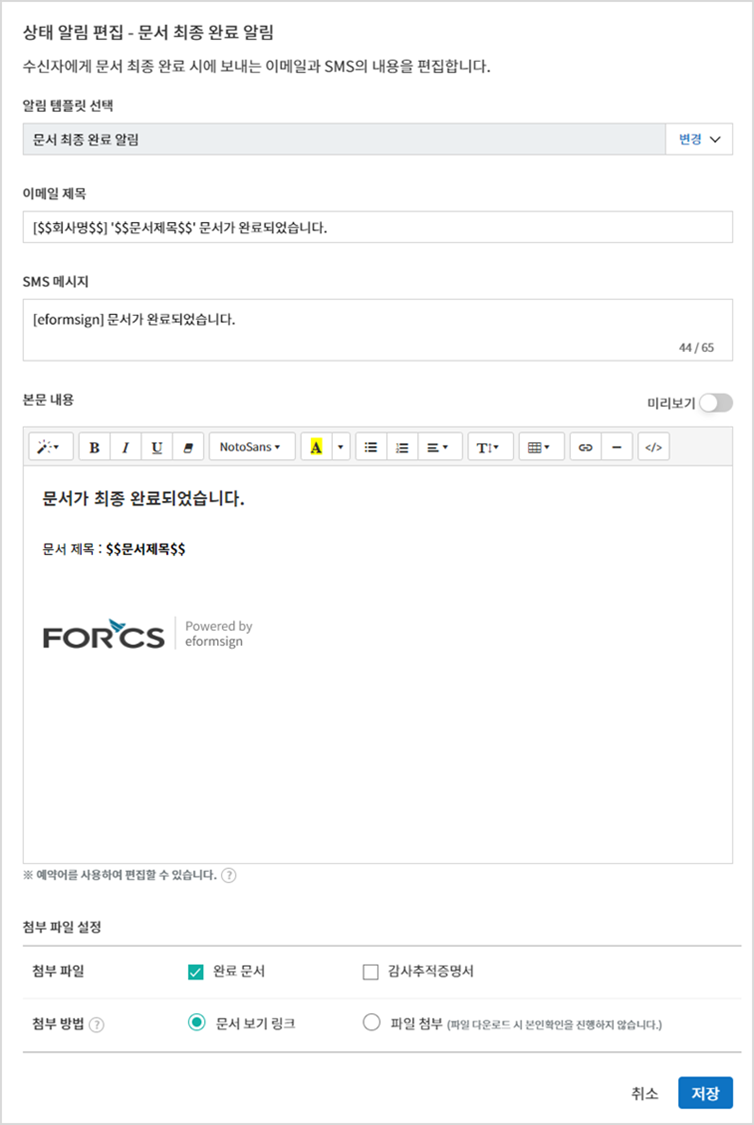 상태 알림 편집 - 문서 최종 완료 알림
수신자에게 문서 최종 완료 시에 보내는 이메일과 SMS의 내용을 편집합니다.
알림 템플릿 선택
문서 최종 완료 알림 변경
이메일 제목
[$$회사명$$] '$$문서제목$$' 문서가 완료되었습니다.
SMS 메시지
[eformsign] 문서가 완료되었습니다.
44 / 65
본문 내용 미리보기
B I U NotoSans A T </>
문서가 최종 완료되었습니다.
문서 제목 : $$문서제목$$
FORCS Powered by
eformsign
※ 예약어를 사용하여 편집할 수 있습니다. ?
첨부 파일 설정
첨부 파일 완료 문서 감사추적증명서
첨부 방법 ? 문서 보기 링크 파일 첨부 (파일 다운로드 시 본인확인을 진행하지 않습니다.)
취소 저장